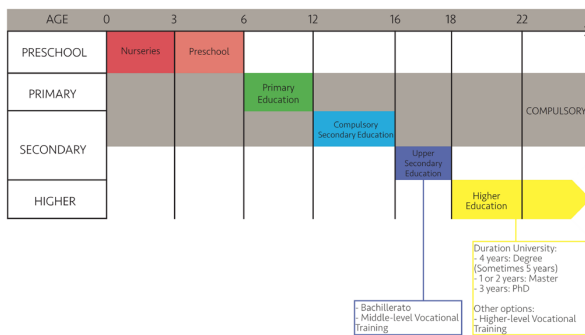 AGE 0 3 6 12 16 18 22
PRESCHOOL Nurseries Preschool
PRIMARY Primary
Education
COMPULSORY
SECONDARY Compulsory
Secondary Education
Upper
Secondary
Education
HIGHER Higher
Education
- Bachillerato
- Middle-level Vocational
Training
Duration University:
- 4 years: Degree
(Sometimes 5 years)
- 1 or 2 years: Master
- 3 years: PhD
Other options:
- Higher-level Vocational
Training